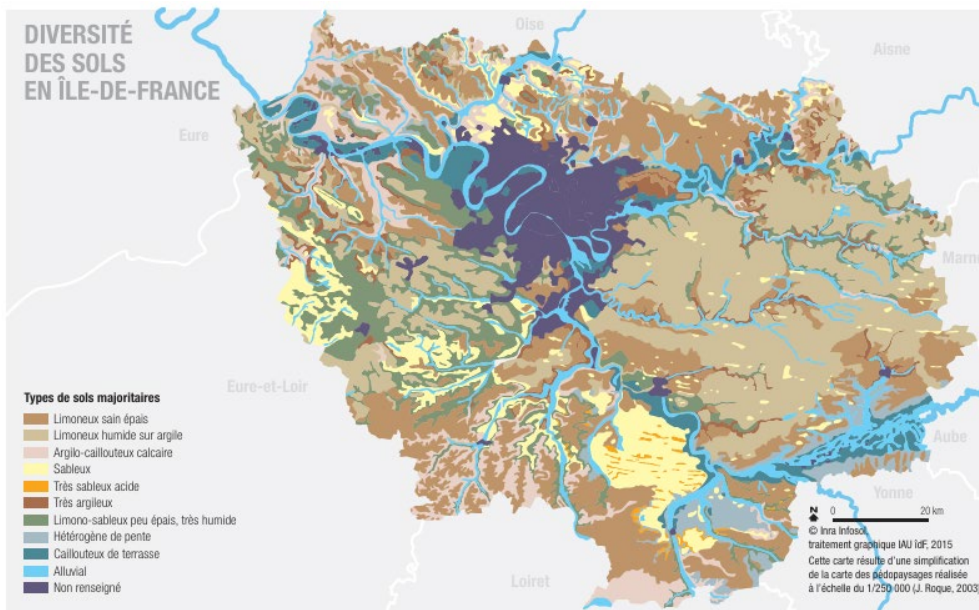 DIVERSITÉ
DES SOLS
EN ÎLE-DE-FRANCE
Oise
Aisne
Eure
Marne
Eure-et-Loir
Aube
Yonne
Loiret
Types de sols majoritaires
Limoneux sain épais
Limoneux humide sur argile
Argilo-caillouteux calcaire
Sableux
Très sableux acide
Très argileux
Limono-sableux peu épais, très humide
Hétérogène de pente
Caillouteux de terrasse
Alluvial
Non renseigné
N
0 20 km
© Inra Infosol,
traitement graphique IAU îdF, 2015
Cette carte résulte d'une simplification
de la carte des pédopaysages réalisée
à l'échelle du 1/250 000 (J. Roque, 2003)